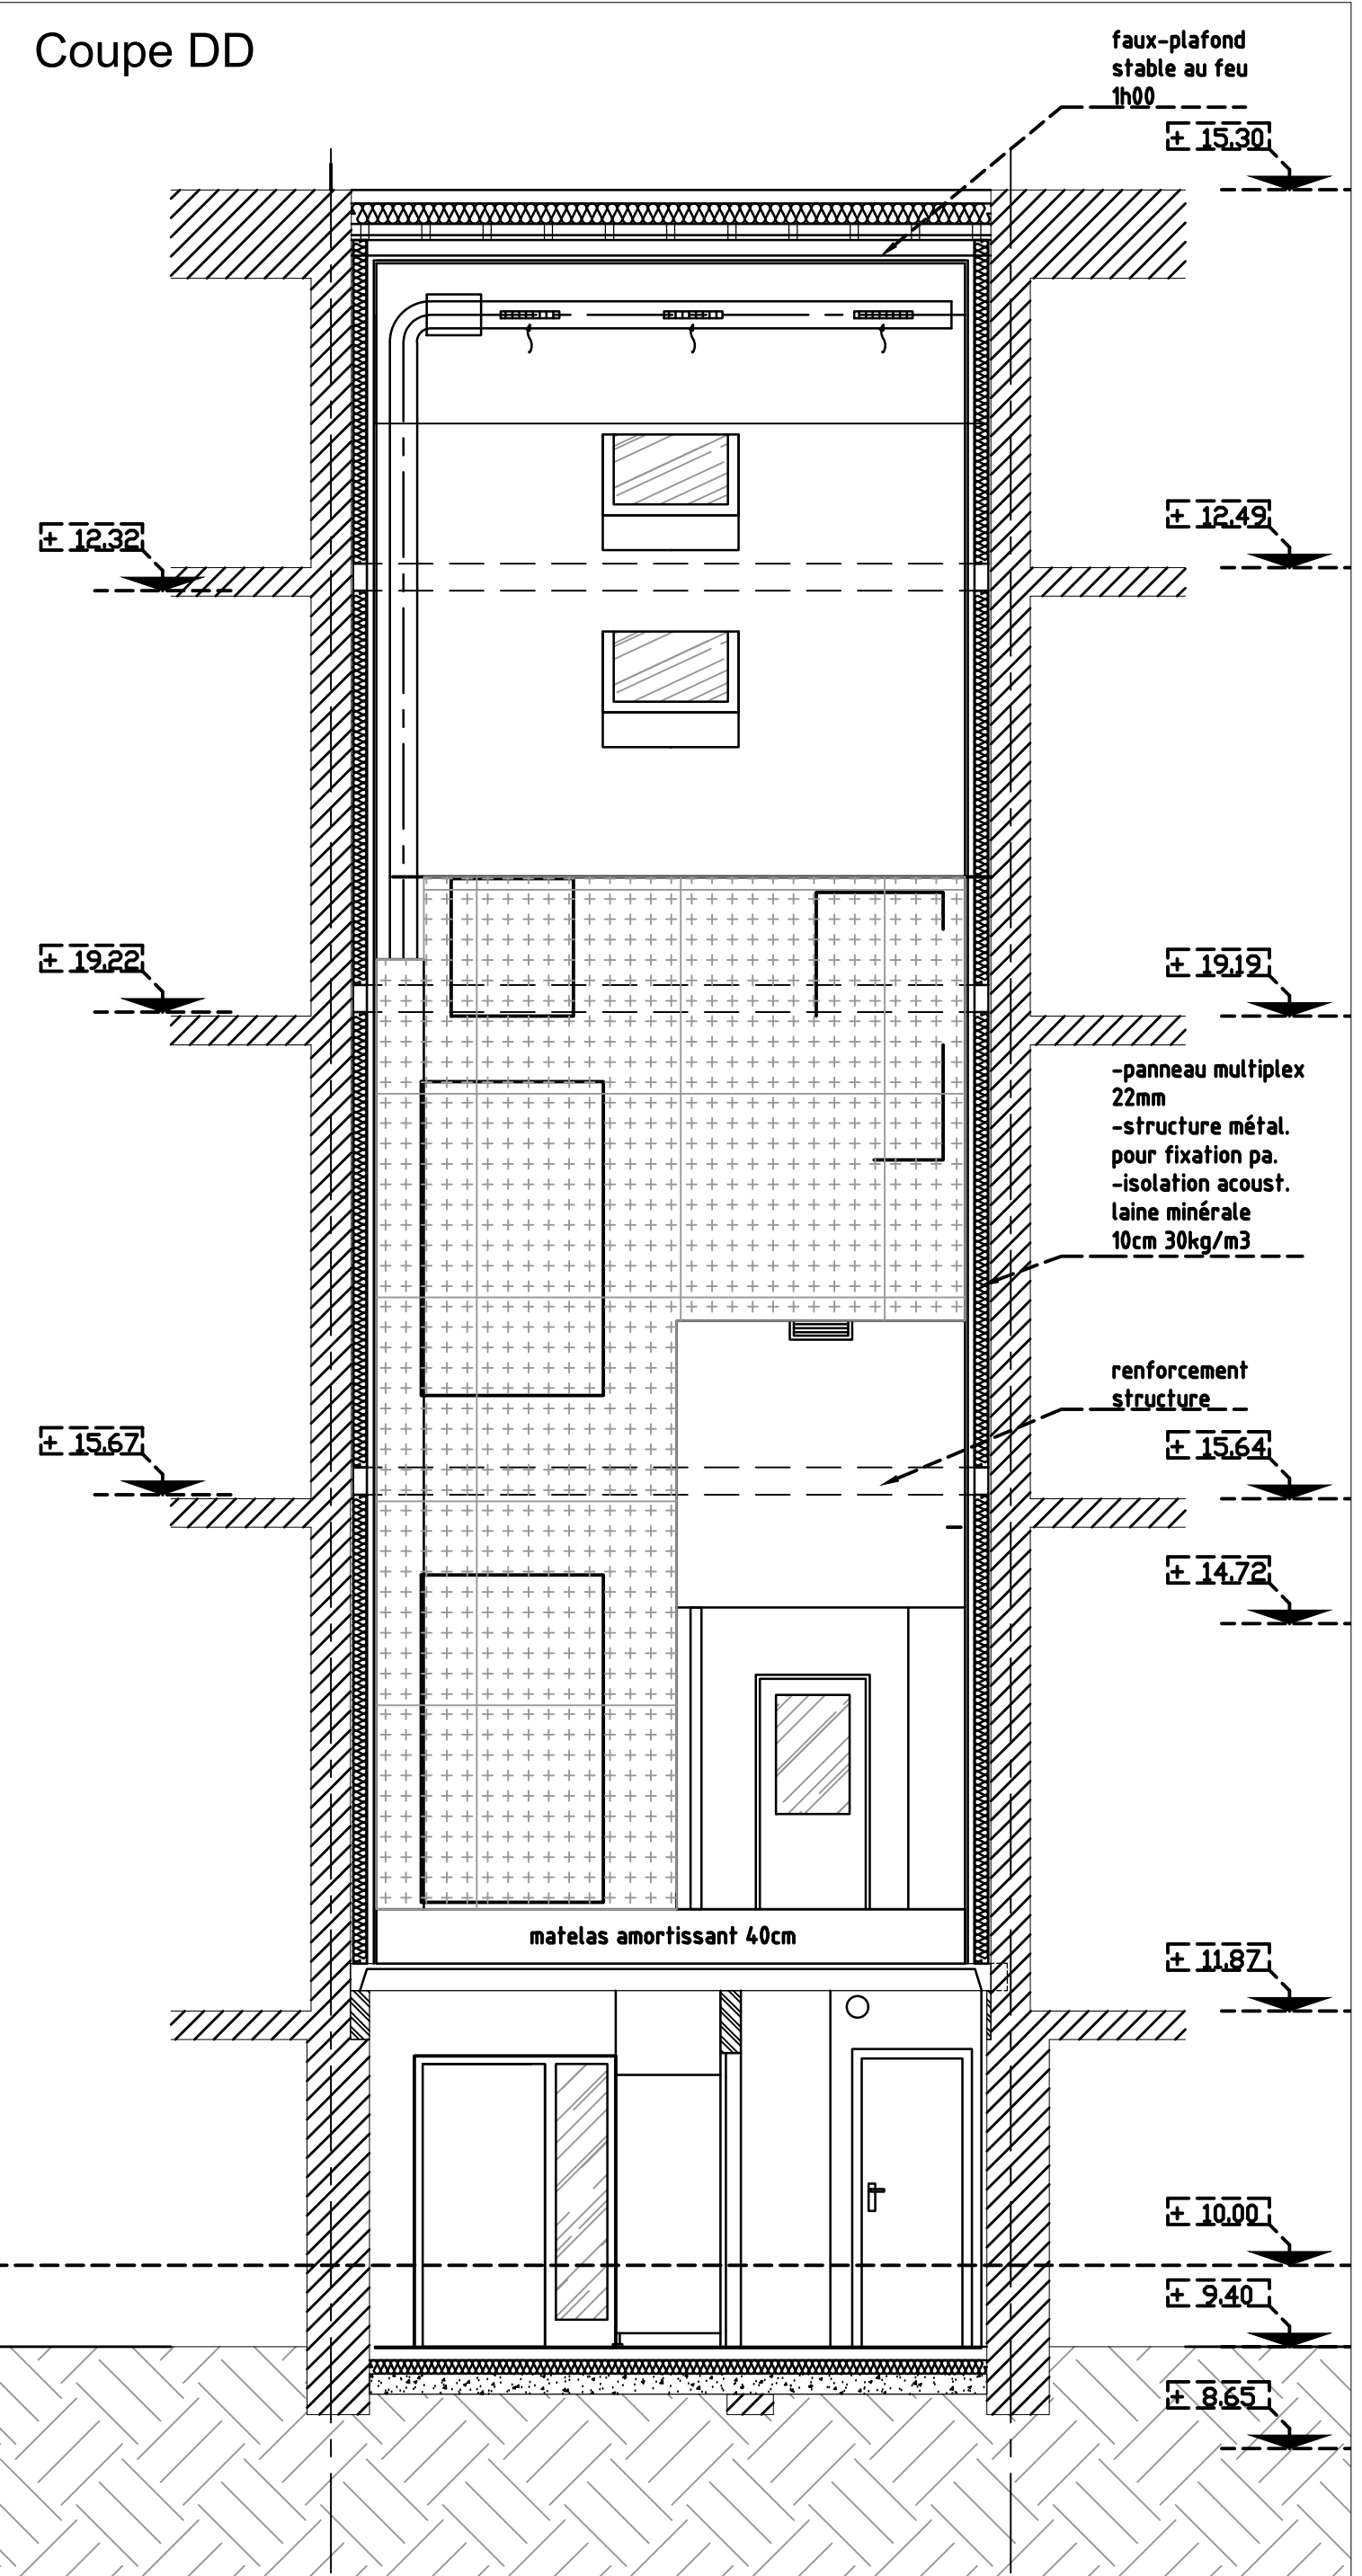 Coupe DD
faux-plafond
stable au feu
1h00
+ 15.30
+ 12.32
+ 12.49
+ 19.22
+ 19.19
-panneau multiplex
22mm
-structure métal.
pour fixation pa.
-isolation acoust.
laine minérale
10cm 30kg/m3
renforcement
structure
+ 15.67
+ 15.64
+ 14.72
matelas amortissant 40cm
+ 11.87
+ 10.00
+ 9.40
+ 8.65